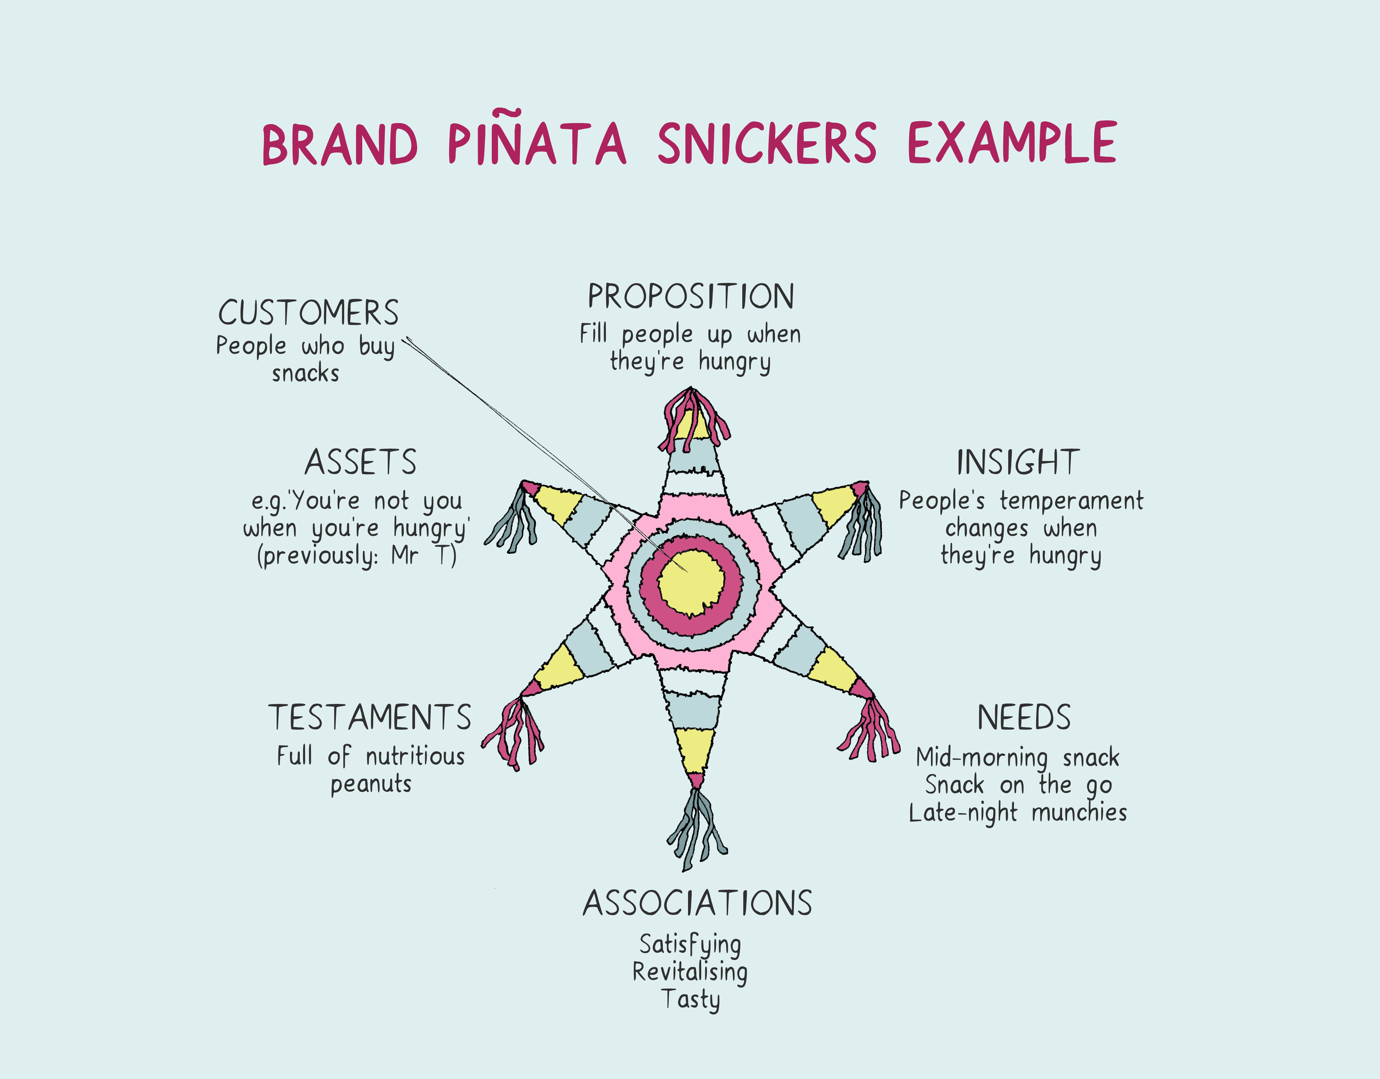 BRAND PIÑATA SNICKERS EXAMPLE
CUSTOMERS
People who buy
snacks
PROPOSITION
Fill people up when
they're hungry
ASSETS
e.g.'You're not you
when you're hungry'
(previously: Mr T)
INSIGHT
People's temperament
changes when
they're hungry
TESTAMENTS
Full of nutritious
peanuts
NEEDS
Mid-morning snack
Snack on the go
Late-night munchies
ASSOCIATIONS
Satisfying
Revitalising
Tasty